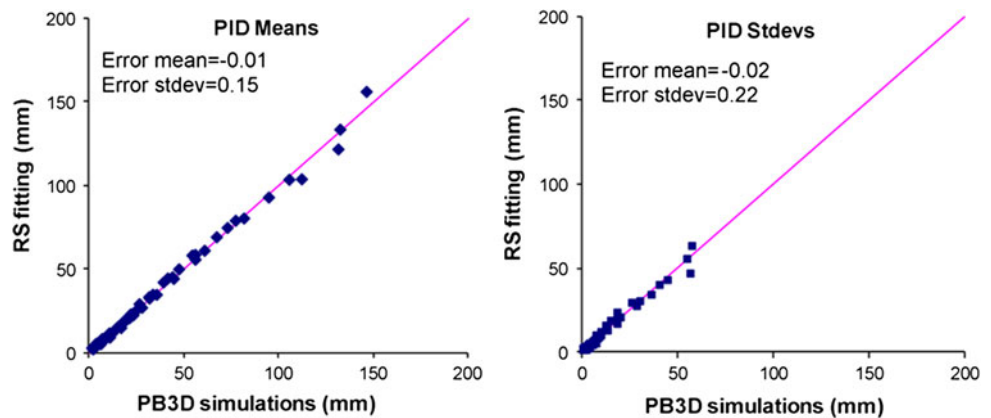 PID Means
Error mean=-0.01
Error stdev=0.15
RS fitting (mm)
200
150
100
50
0
0 50 100 150 200
PB3D simulations (mm)
PID Stdevs
Error mean=-0.02
Error stdev=0.22
RS fitting (mm)
200
150
100
50
0
0 50 100 150 200
PB3D simulations (mm)